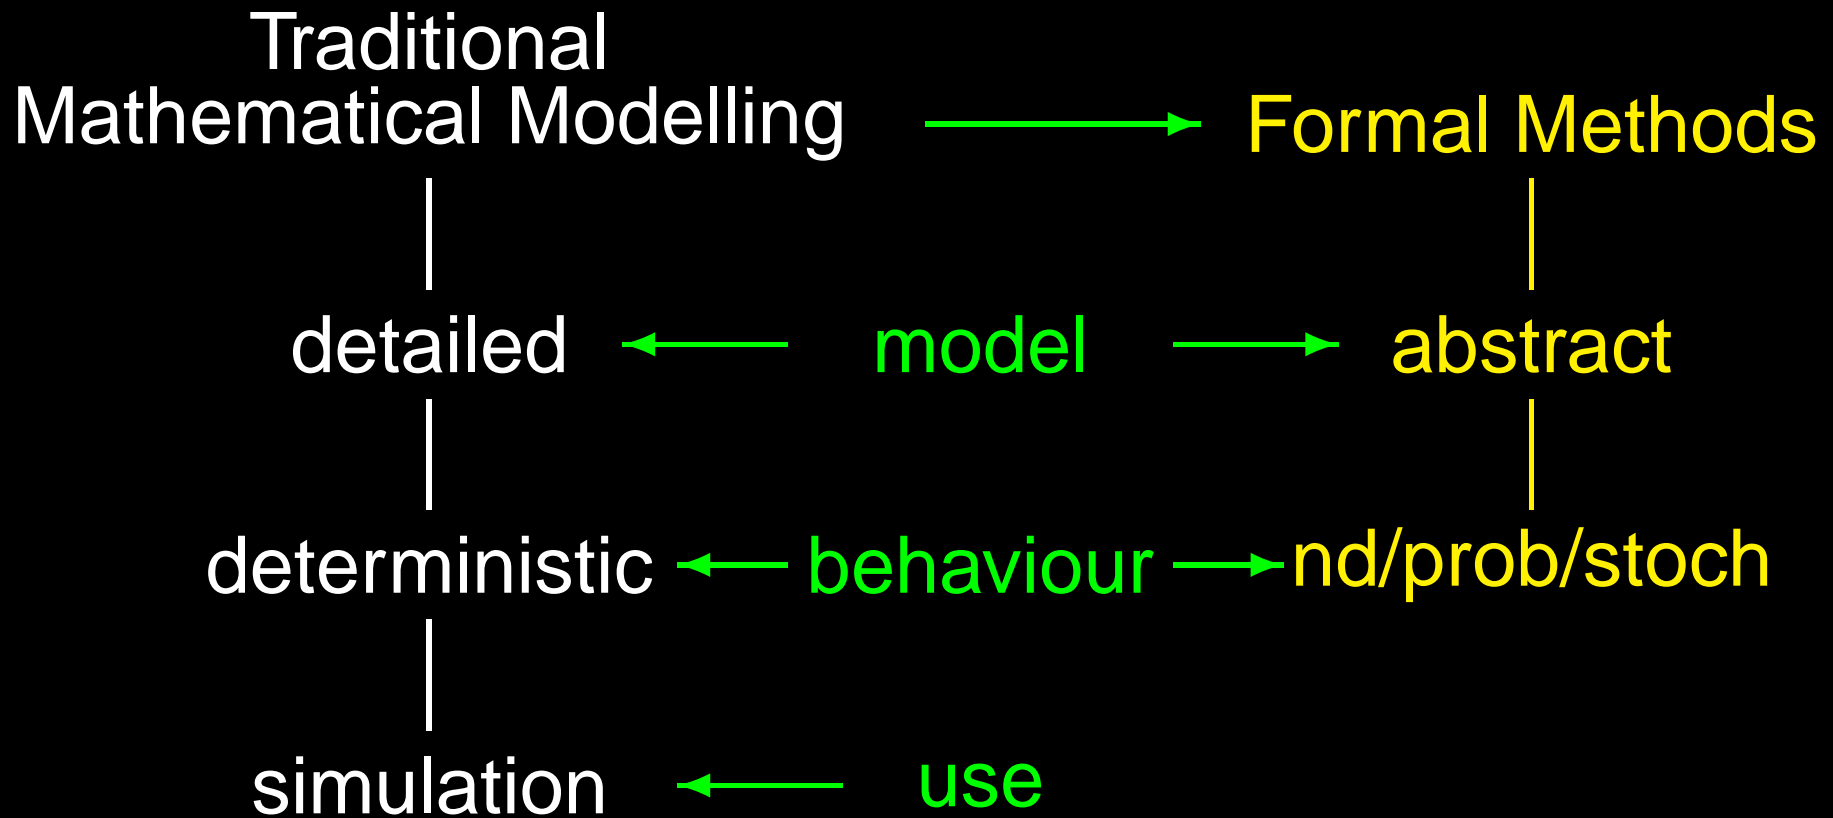 Traditional
Mathematical Modelling
Formal Methods
detailed model abstract
deterministic behaviour nd/prob/stoch
simulation use